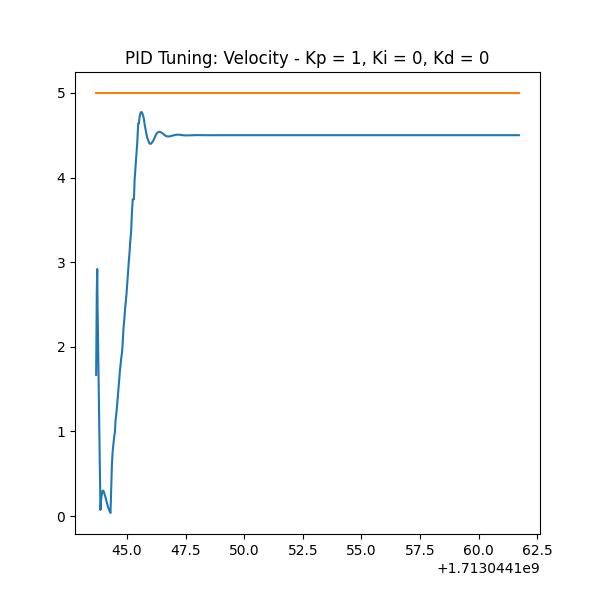 PID Tuning: Velocity - Kp = 1, Ki = 0, Kd = 0
5
4
3
2
1
0
45.0 47.5 50.0 52.5 55.0 57.5 60.0 62.5
+1.7130441e9